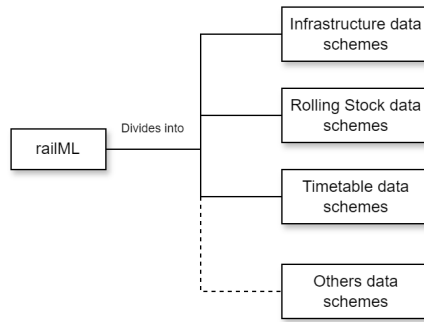 Infrastructure data
schemes
Rolling Stock data
schemes
Divides into
railML
Timetable data
schemes
Others data
schemes